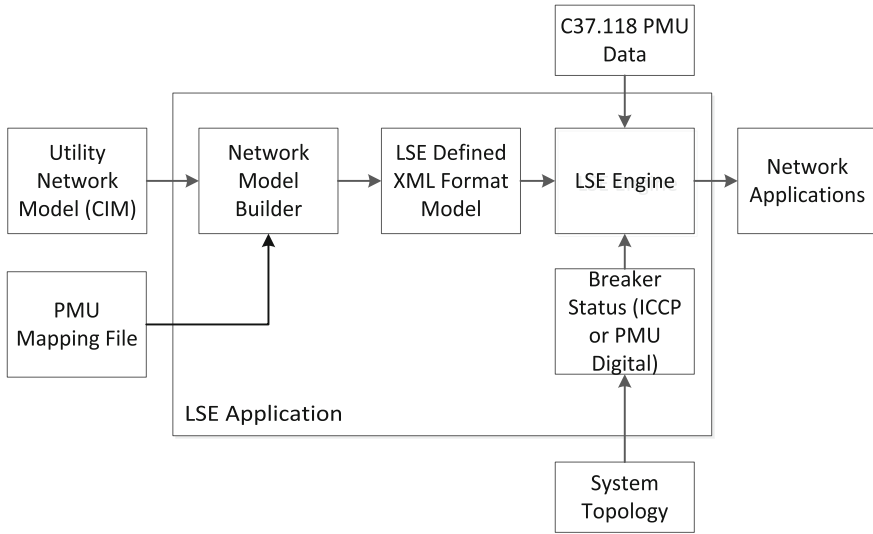 C37.118 PMU
Data
Utility
Network
Model (CIM)
Network
Model
Builder
LSE Defined
XML Format
Model
LSE Engine
Network
Applications
PMU
Mapping File
Breaker
Status (ICCP
or PMU
Digital)
LSE Application
System
Topology